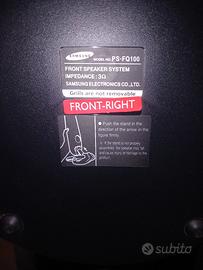 SAMSUNG MODEL NO. PS-FQ100
FRONT SPEAKER SYSTEM
IMPEDANCE : 3Ω
SAMSUNG ELECTRONICS CO., LTD.
Grills are not removable
FRONT-RIGHT
Push the stand in the
direction of the arrow in the
figure firmly.
subito